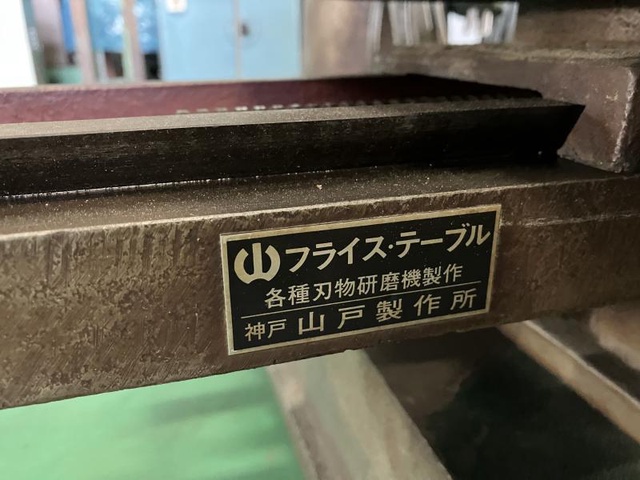 フライス・テーブル
各種刃物研磨機製作
神戸 山戸製作所